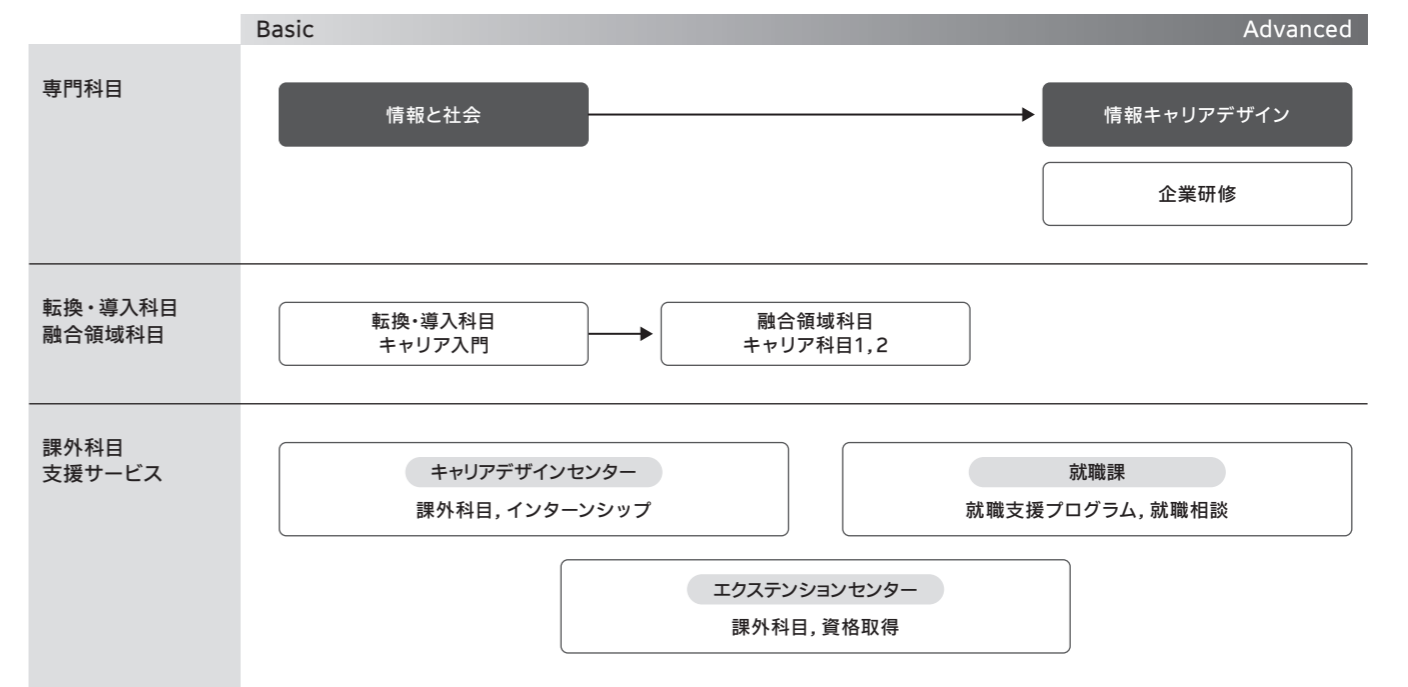 Basic
Advanced
専門科目
情報と社会
情報キャリアデザイン
企業研修
転換・導入科目
融合領域科目
転換・導入科目
キャリア入門
融合領域科目
キャリア科目1, 2
課外科目
支援サービス
キャリアデザインセンター
課外科目, インターンシップ
就職課
就職支援プログラム, 就職相談
エクステンションセンター
課外科目, 資格取得